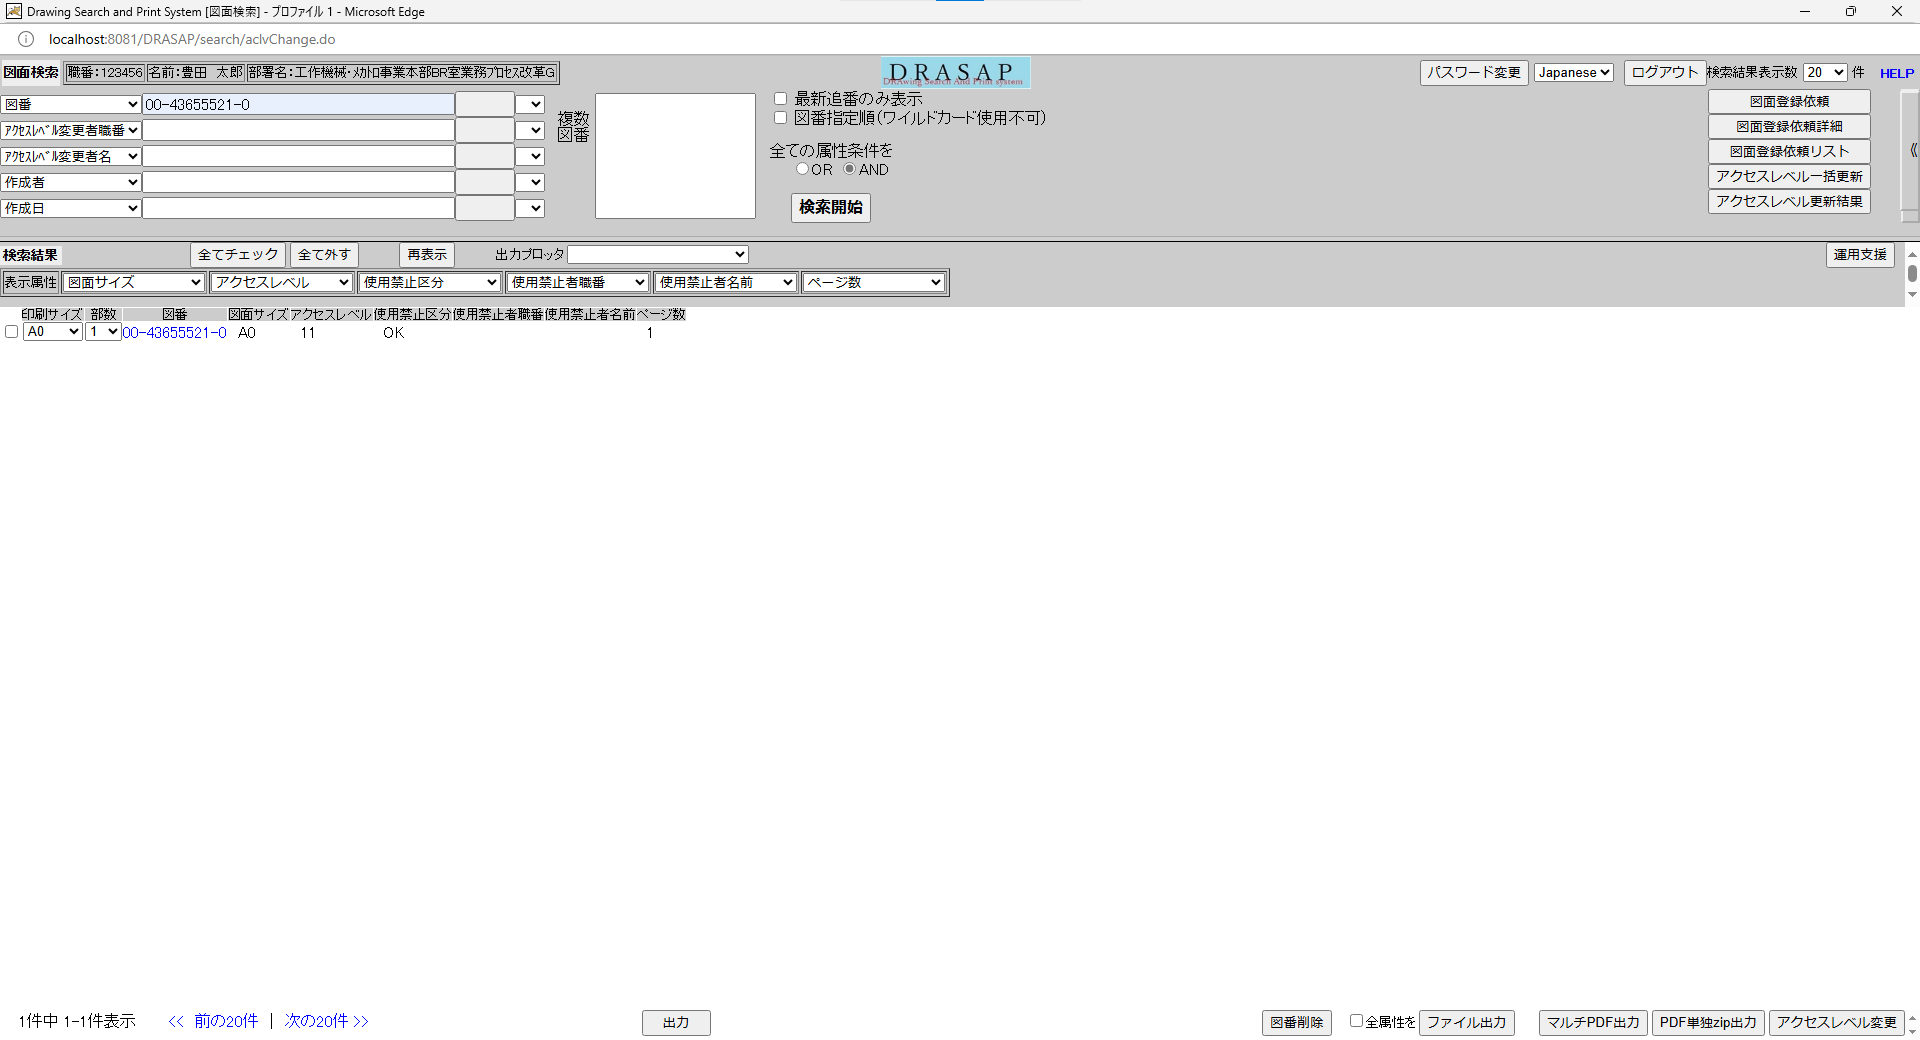 Drawing Search and Print System [図面検索] - プロファイル 1 - Microsoft Edge
localhost:8081/DRASAP/search/aclvChange.do
図面検索 職番：123456 名前：豊田　太郎 部署名：工作機械・ﾒｶﾄﾛ事業本部BR室業務ﾌﾟﾛｾｽ改革G
DRASAP
DRAwing Search And Print system
パスワード変更 Japanese ログアウト 検索結果表示数 20 件 HELP
図番 00-43655521-0
ｱｸｾｽﾚﾍﾞﾙ変更者職番
ｱｸｾｽﾚﾍﾞﾙ変更者名
作成者
作成日
複数
図番
最新追番のみ表示
図番指定順（ワイルドカード使用不可）
全ての属性条件を
OR AND
検索開始
図面登録依頼
図面登録依頼詳細
図面登録依頼リスト
アクセスレベル一括更新
アクセスレベル更新結果
《
検索結果 全てチェック 全て外す 再表示 出力プロッタ 運用支援
表示属性 図面サイズ アクセスレベル 使用禁止区分 使用禁止者職番 使用禁止者名前 ページ数
印刷サイズ 部数 図番 図面サイズ アクセスレベル 使用禁止区分 使用禁止者職番 使用禁止者名前 ページ数
A0 1 00-43655521-0 A0 11 OK 1
1件中 1-1件表示 << 前の20件 | 次の20件 >> 出力 図番削除 全属性を ファイル出力 マルチPDF出力 PDF単独zip出力 アクセスレベル変更